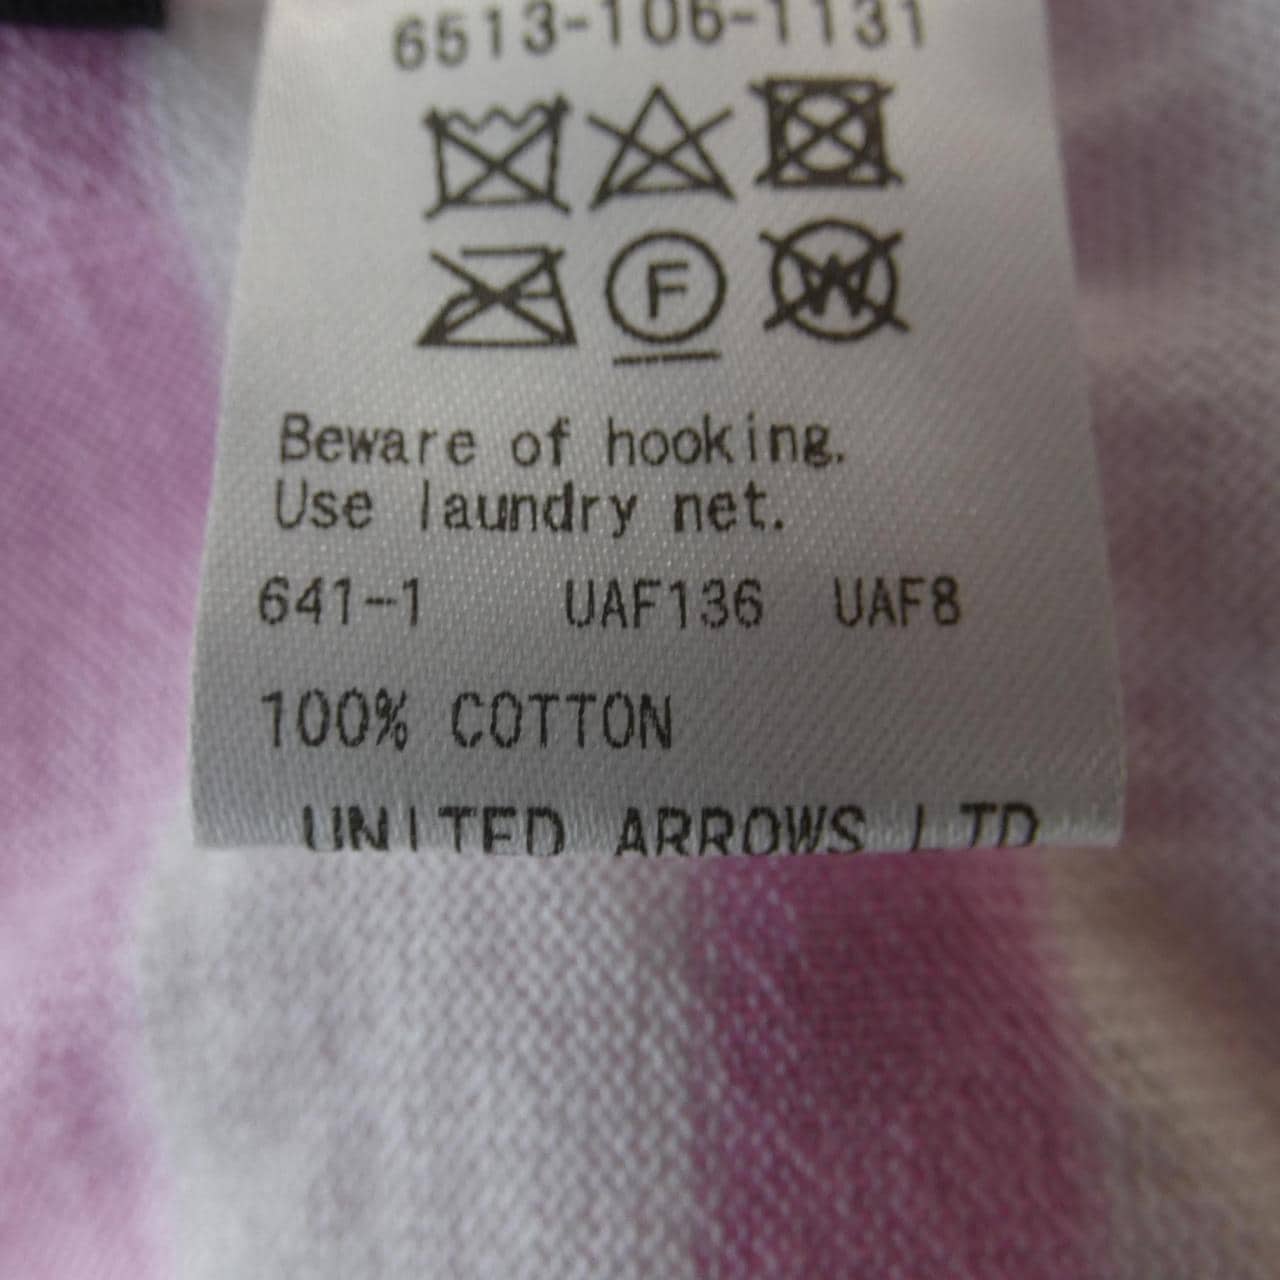 6513-106-1131
F
W
Beware of hooking.
Use laundry net.
641-1 UAF136 UAF8
100% COTTON
UNITED ARROWS LTD